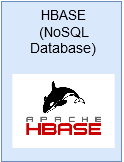 HBASE
(NoSQL
Database)
APACHE
HBASE